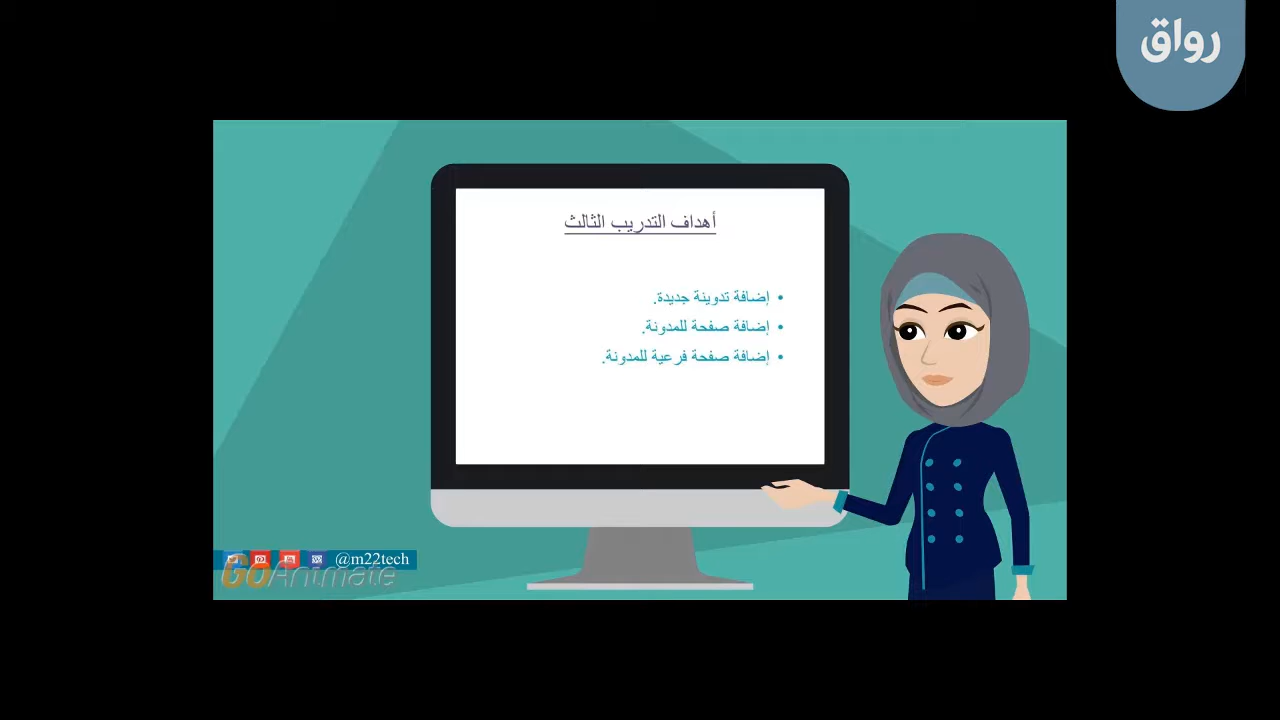 رواق
أهداف التدريب الثالث
• إضافة تدوينة جديدة.
• إضافة صفحة للمدونة.
• إضافة صفحة فرعية للمدونة.
@m22tech
GoAnimate